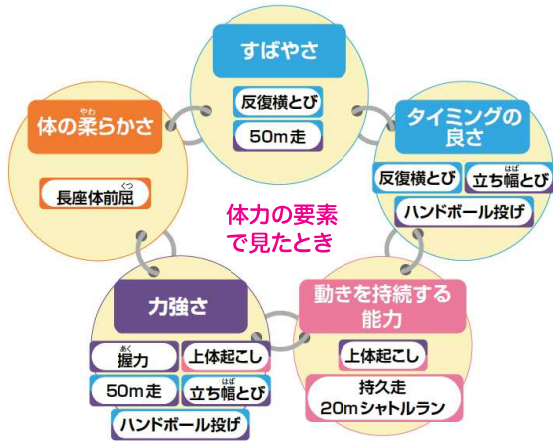 すばやさ
反復横とび
50m走
体の柔らかさ
やわ
長座体前屈
くつ
タイミングの
良さ
反復横とび
立ち幅とび
はば
ハンドボール投げ
体力の要素
で見たとき
力強さ
握力
あく
上体起こし
50m走
立ち幅とび
はば
ハンドボール投げ
動きを持続する
能力
上体起こし
持久走
20mシャトルラン